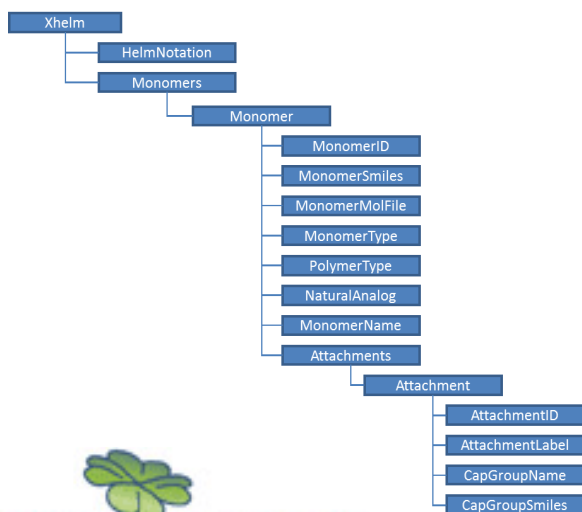 Xhelm
HelmNotation
Monomers
Monomer
MonomerID
MonomerSmiles
MonomerMolFile
MonomerType
PolymerType
NaturalAnalog
MonomerName
Attachments
Attachment
AttachmentID
AttachmentLabel
CapGroupName
CapGroupSmiles